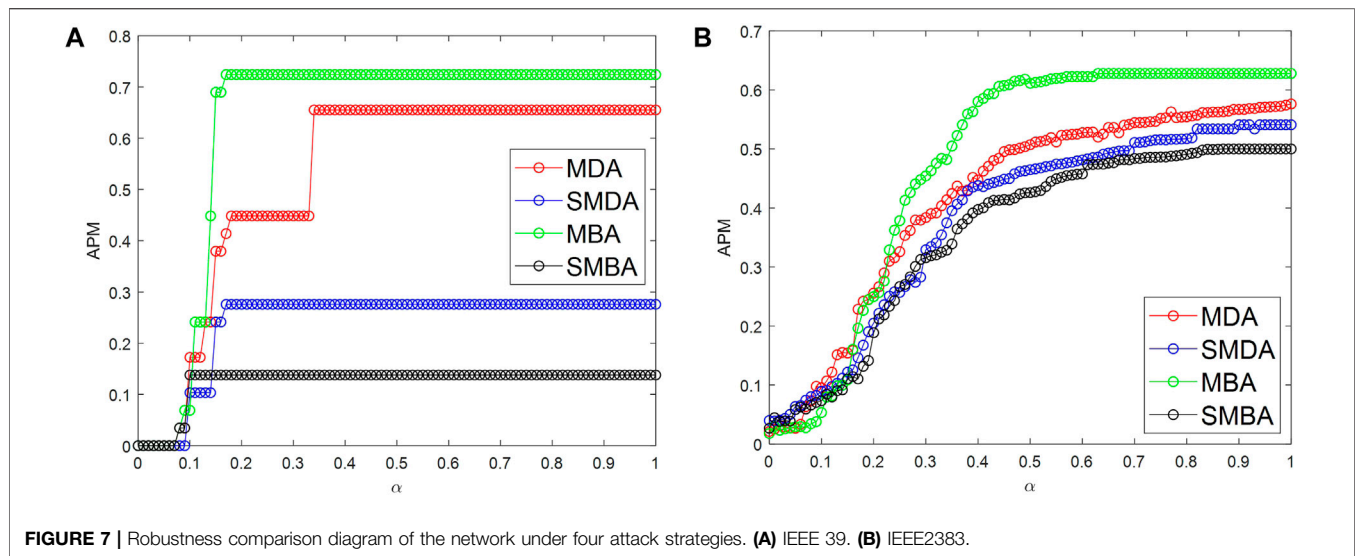 A
0.8
0.7
0.6
0.5
0.4
0.3
0.2
0.1
0
APM
MDA
SMDA
MBA
SMBA
0 0.1 0.2 0.3 0.4 0.5 0.6 0.7 0.8 0.9 1
α
B
0.7
0.6
0.5
0.4
0.3
0.2
0.1
0
APM
MDA
SMDA
MBA
SMBA
0 0.1 0.2 0.3 0.4 0.5 0.6 0.7 0.8 0.9 1
α
FIGURE 7 | Robustness comparison diagram of the network under four attack strategies. (A) IEEE 39. (B) IEEE2383.